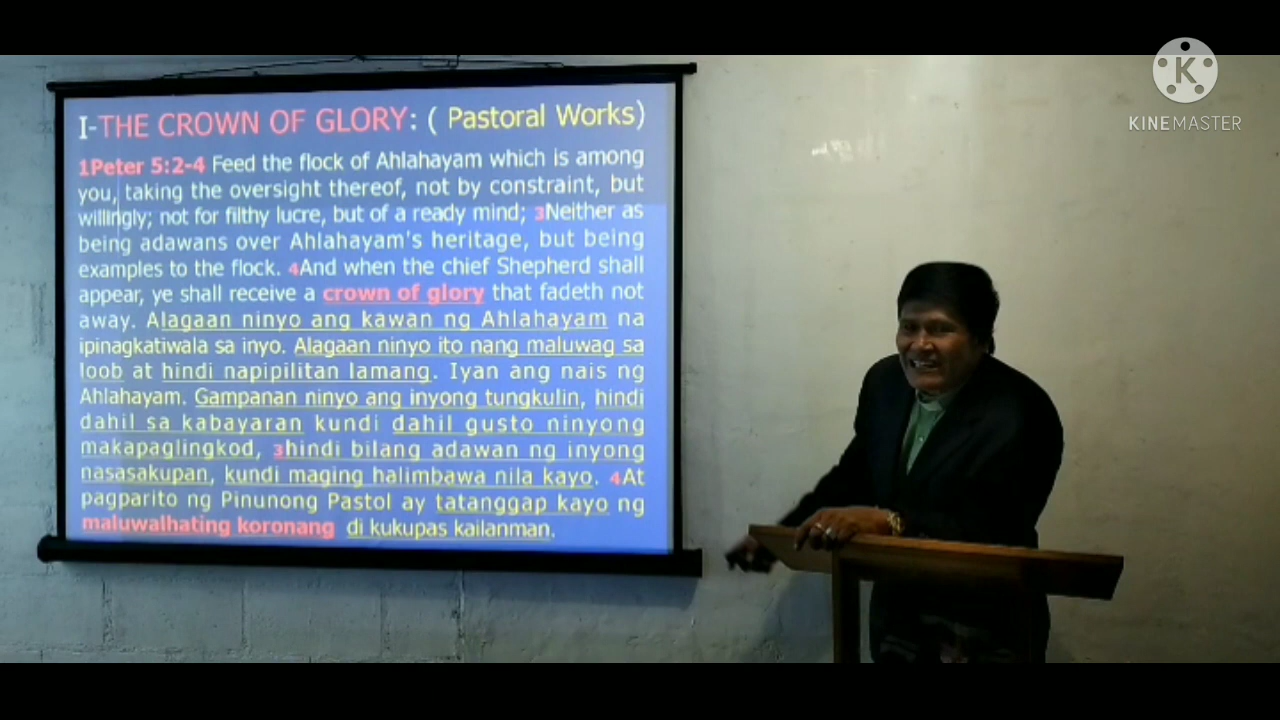 I-THE CROWN OF GLORY: ( Pastoral Works)
1Peter 5:2-4 Feed the flock of Ahlahayam which is among
you, taking the oversight thereof, not by constraint, but
willingly; not for filthy lucre, but of a ready mind; 3Neither as
being adawans over Ahlahayam's heritage, but being
examples to the flock. 4And when the chief Shepherd shall
appear, ye shall receive a crown of glory that fadeth not
away. Alagaan ninyo ang kawan ng Ahlahayam na
ipinagkatiwala sa inyo. Alagaan ninyo ito nang maluwag sa
loob at hindi napipilitan lamang. Iyan ang nais ng
Ahlahayam. Gampanan ninyo ang inyong tungkulin, hindi
dahil sa kabayaran kundi dahil gusto ninyong
makapaglingkod, 3hindi bilang adawan ng inyong
nasasakupan, kundi maging halimbawa nila kayo. 4At
pagparito ng Pinunong Pastol ay tatanggap kayo ng
maluwalhating koronang di kukupas kailanman.
K
KINEMASTER